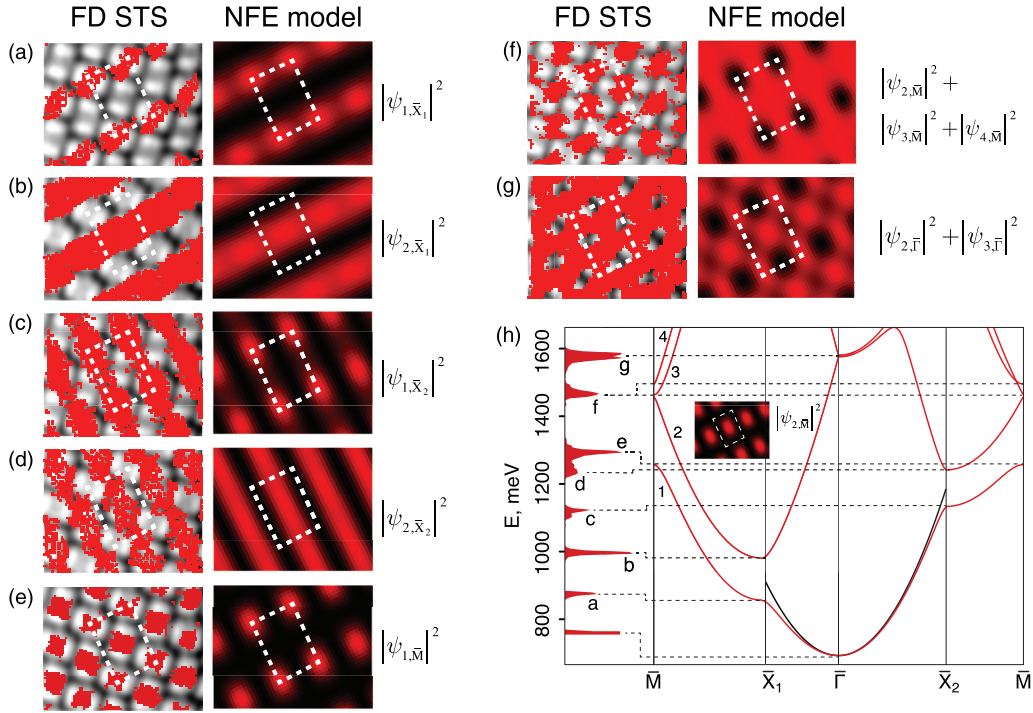 FD STS NFE model
FD STS NFE model
(a)
|ψ₁,X̄₁|²
(b)
|ψ₂,X̄₁|²
(c)
|ψ₁,X̄₂|²
(d)
|ψ₂,X̄₂|²
(e)
|ψ₁,M̄|²
(f)
|ψ₂,M̄|² +
|ψ₃,M̄|² + |ψ₄,M̄|²
(g)
|ψ₂,Γ̄|² + |ψ₃,Γ̄|²
(h)
E, meV
1600
1400
1200
1000
800
g
f
e
d
c
b
a
4
3
2
1
|ψ₂,M̄|²
M̄ X̄₁ Γ̄ X̄₂ M̄